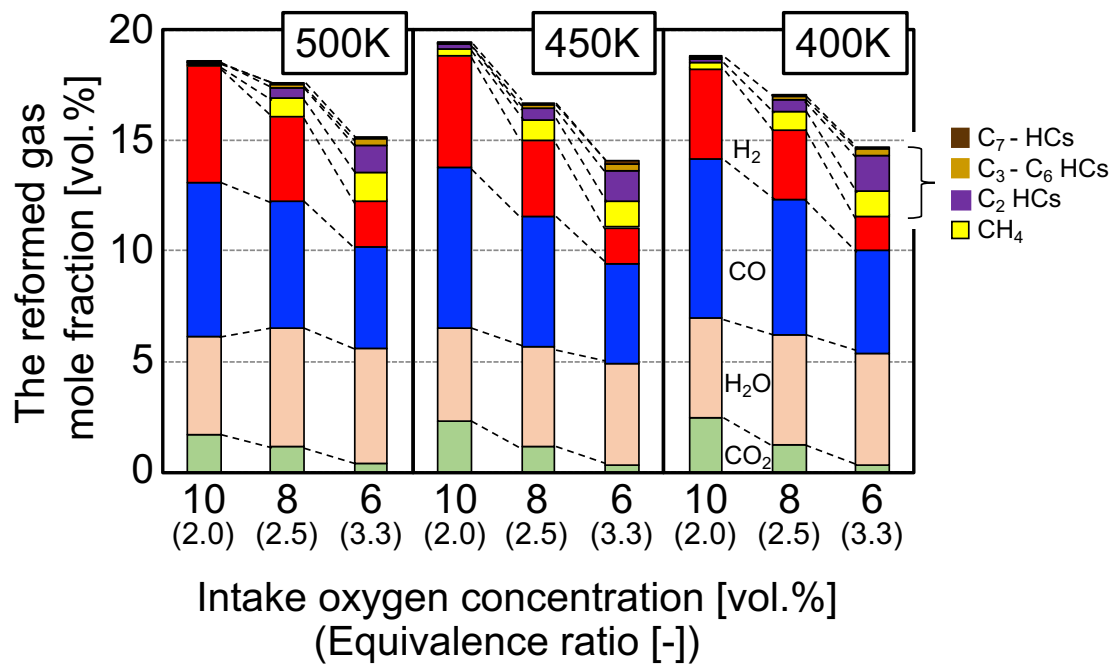 The reformed gas
mole fraction [vol.%]
20
15
10
5
0
500K
450K
400K
H₂
CO
H₂O
CO₂
C₇ - HCs
C₃ - C₆ HCs
C₂ HCs
CH₄
10 8 6 10 8 6 10 8 6
(2.0) (2.5) (3.3) (2.0) (2.5) (3.3) (2.0) (2.5) (3.3)
Intake oxygen concentration [vol.%]
(Equivalence ratio [-])